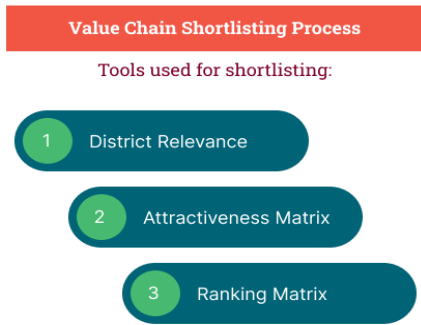 Value Chain Shortlisting Process
Tools used for shortlisting:
1 District Relevance
2 Attractiveness Matrix
3 Ranking Matrix